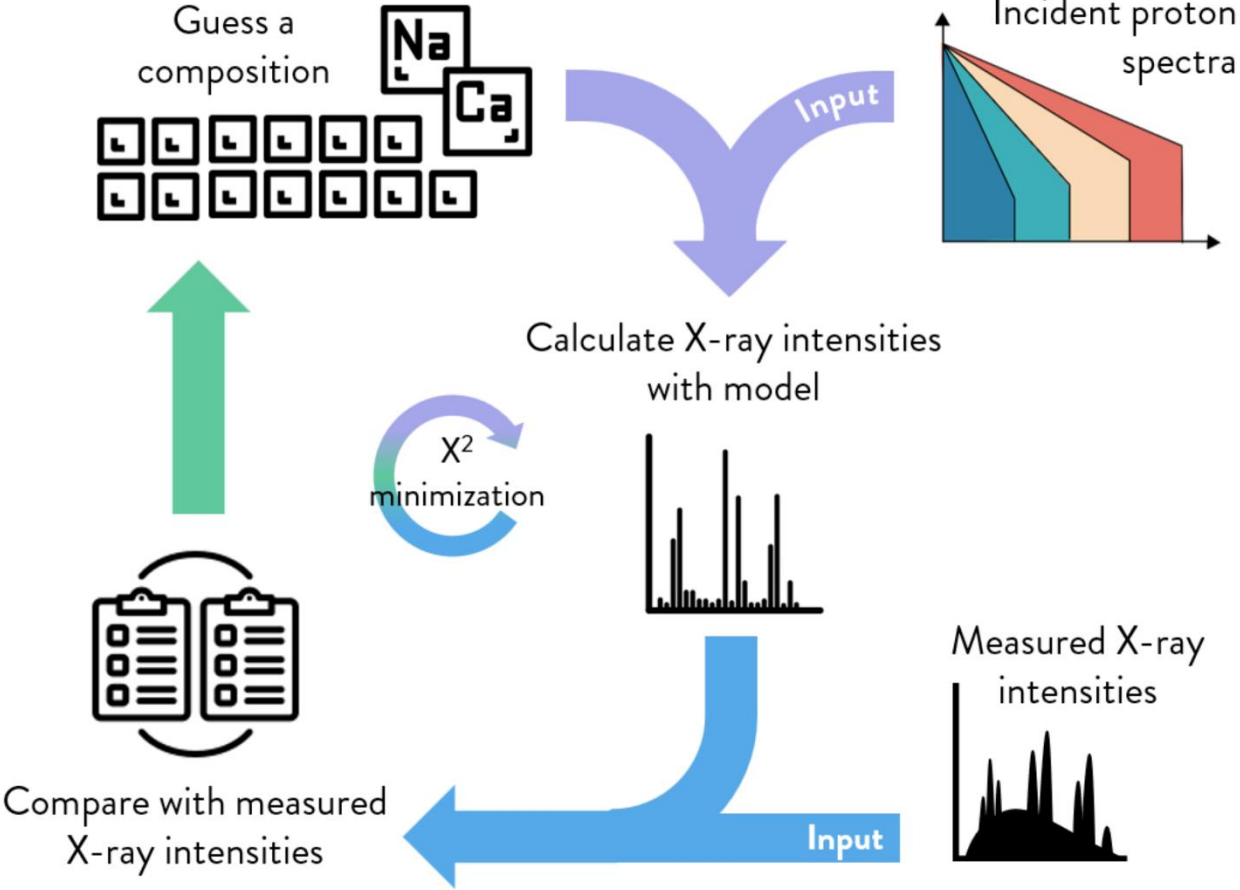 Guess a
composition
Na
Ca
Input
Incident proton
spectra
Calculate X-ray intensities
with model
X²
minimization
Measured X-ray
intensities
Compare with measured
X-ray intensities
Input